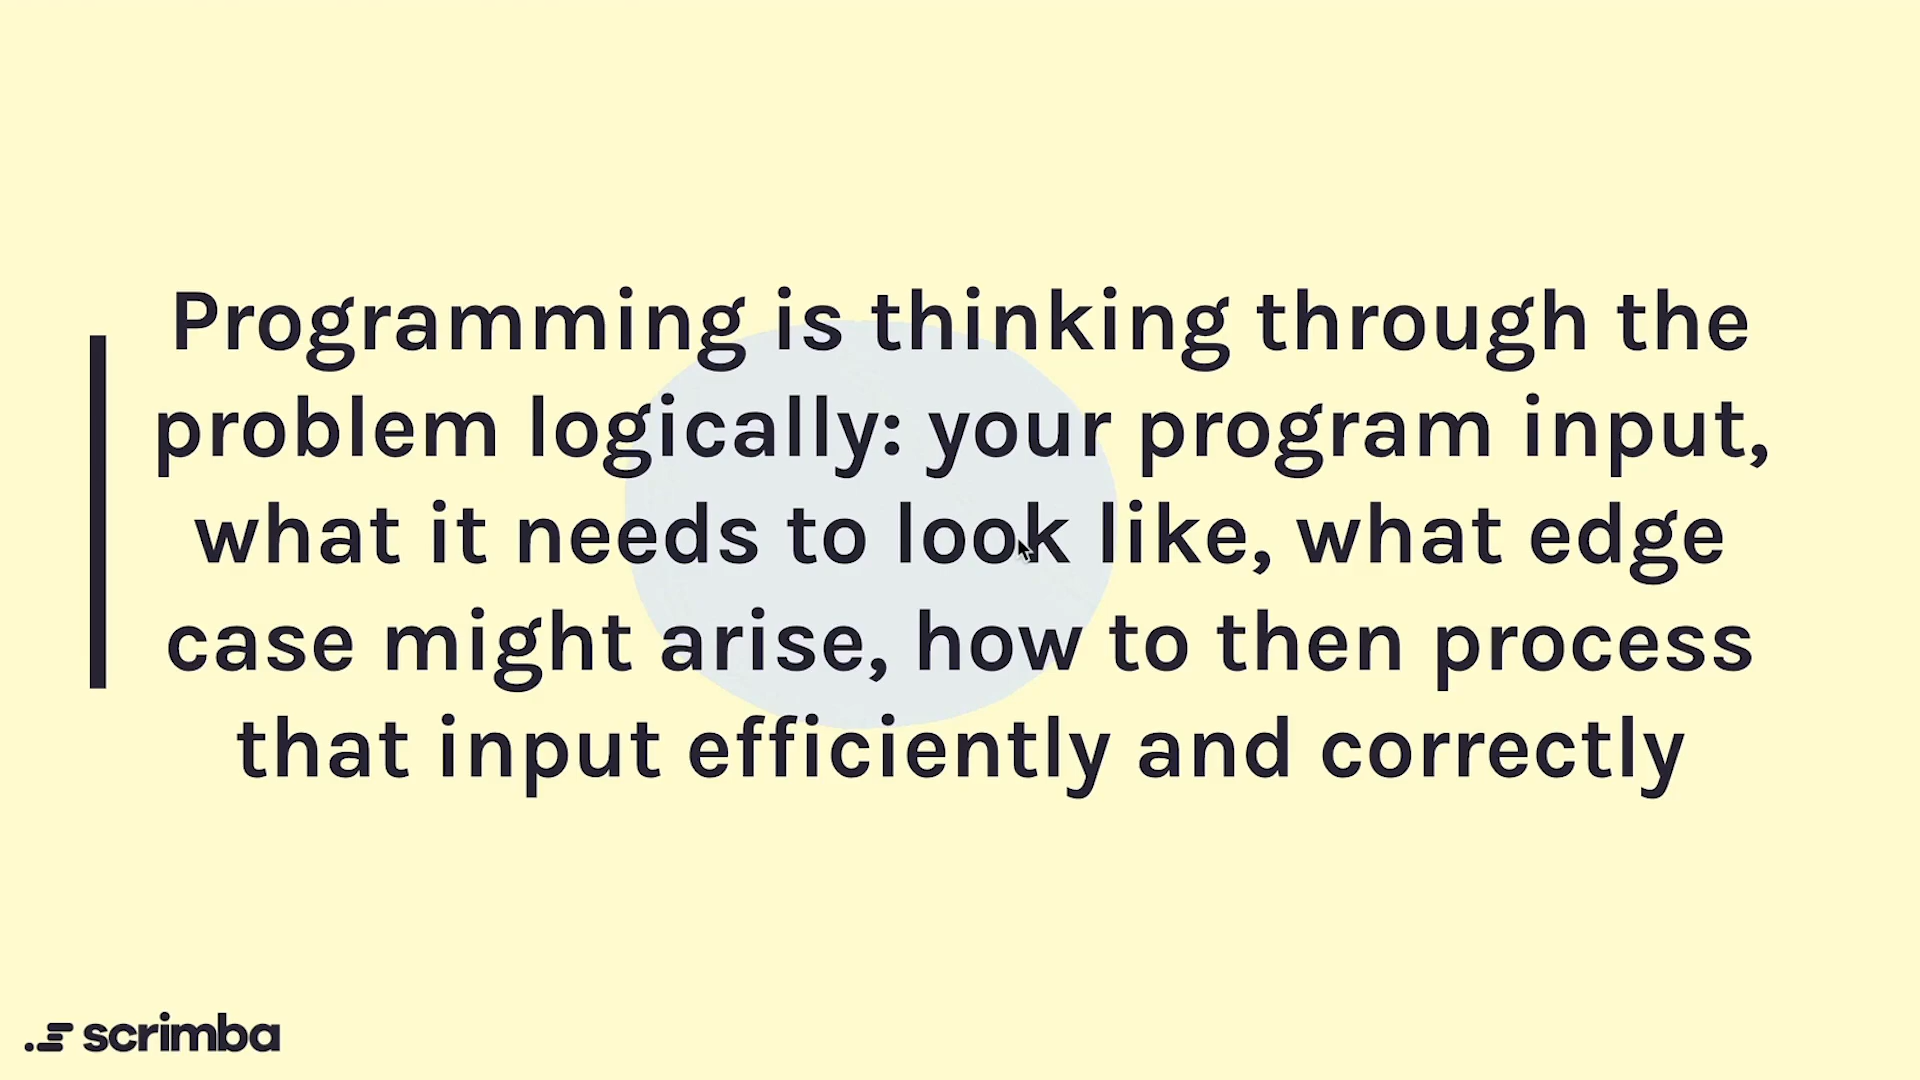 Programming is thinking through the
problem logically: your program input,
what it needs to look like, what edge
case might arise, how to then process
that input efficiently and correctly
scrimba